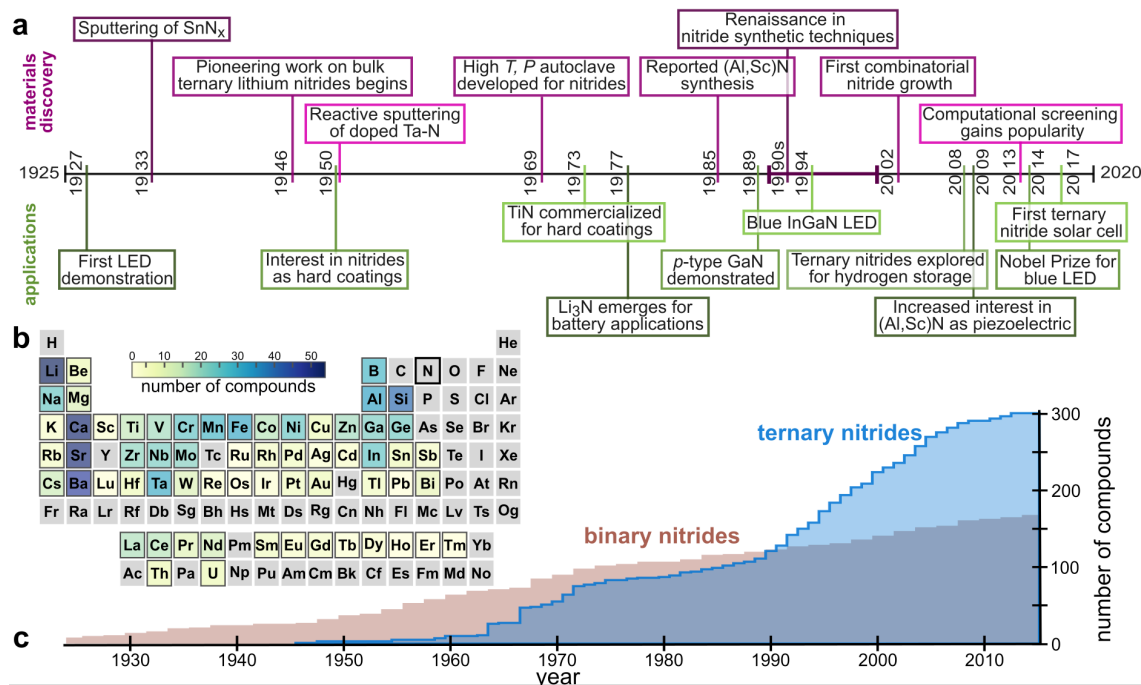 a
Sputtering of SnNx
Renaissance in
nitride synthetic techniques
materials
discovery
Pioneering work on bulk
ternary lithium nitrides begins
High T, P autoclave
developed for nitrides
Reported (Al,Sc)N
synthesis
First combinatorial
nitride growth
Reactive sputtering
of doped Ta-N
Computational screening
gains popularity
1925
1927
1933
1946
1950
1969
1973
1977
1985
1989
1990s
1994
2002
2008
2009
2013
2014
2017
2020
applications
TiN commercialized
for hard coatings
Blue InGaN LED
First ternary
nitride solar cell
First LED
demonstration
Interest in nitrides
as hard coatings
p-type GaN
demonstrated
Ternary nitrides explored
for hydrogen storage
Nobel Prize for
blue LED
Li3N emerges for
battery applications
Increased interest in
(Al,Sc)N as piezoelectric
b
H He
0 10 20 30 40 50
number of compounds
Li Be B C N O F Ne
Na Mg Al Si P S Cl Ar
K Ca Sc Ti V Cr Mn Fe Co Ni Cu Zn Ga Ge As Se Br Kr
Rb Sr Y Zr Nb Mo Tc Ru Rh Pd Ag Cd In Sn Sb Te I Xe
Cs Ba Lu Hf Ta W Re Os Ir Pt Au Hg Tl Pb Bi Po At Rn
Fr Ra Lr Rf Db Sg Bh Hs Mt Ds Rg Cn Nh Fl Mc Lv Ts Og
La Ce Pr Nd Pm Sm Eu Gd Tb Dy Ho Er Tm Yb
Ac Th Pa U Np Pu Am Cm Bk Cf Es Fm Md No
c
ternary nitrides
binary nitrides
300
200
100
0
number of compounds
1930 1940 1950 1960 1970 1980 1990 2000 2010
year